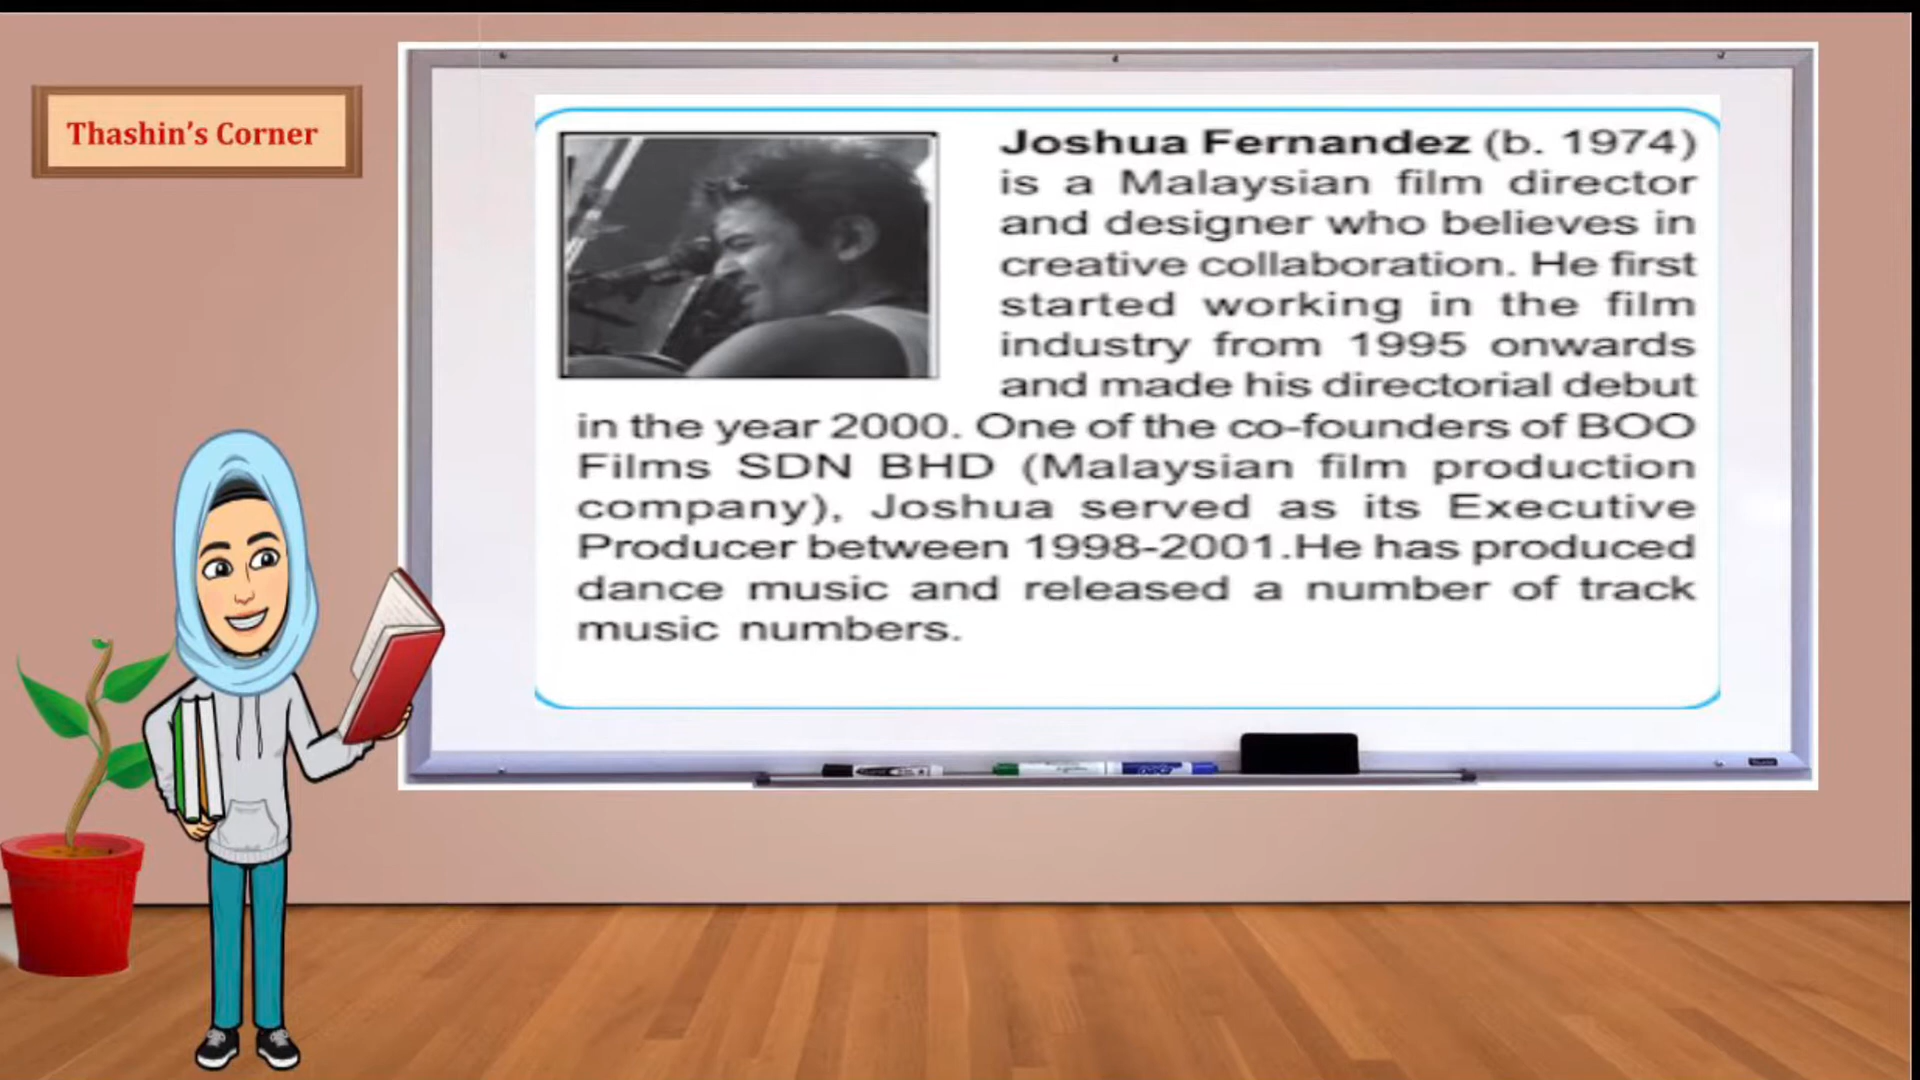 Thashin's Corner
Joshua Fernandez (b. 1974)
is a Malaysian film director
and designer who believes in
creative collaboration. He first
started working in the film
industry from 1995 onwards
and made his directorial debut
in the year 2000. One of the co-founders of BOO
Films SDN BHD (Malaysian film production
company), Joshua served as its Executive
Producer between 1998-2001.He has produced
dance music and released a number of track
music numbers.